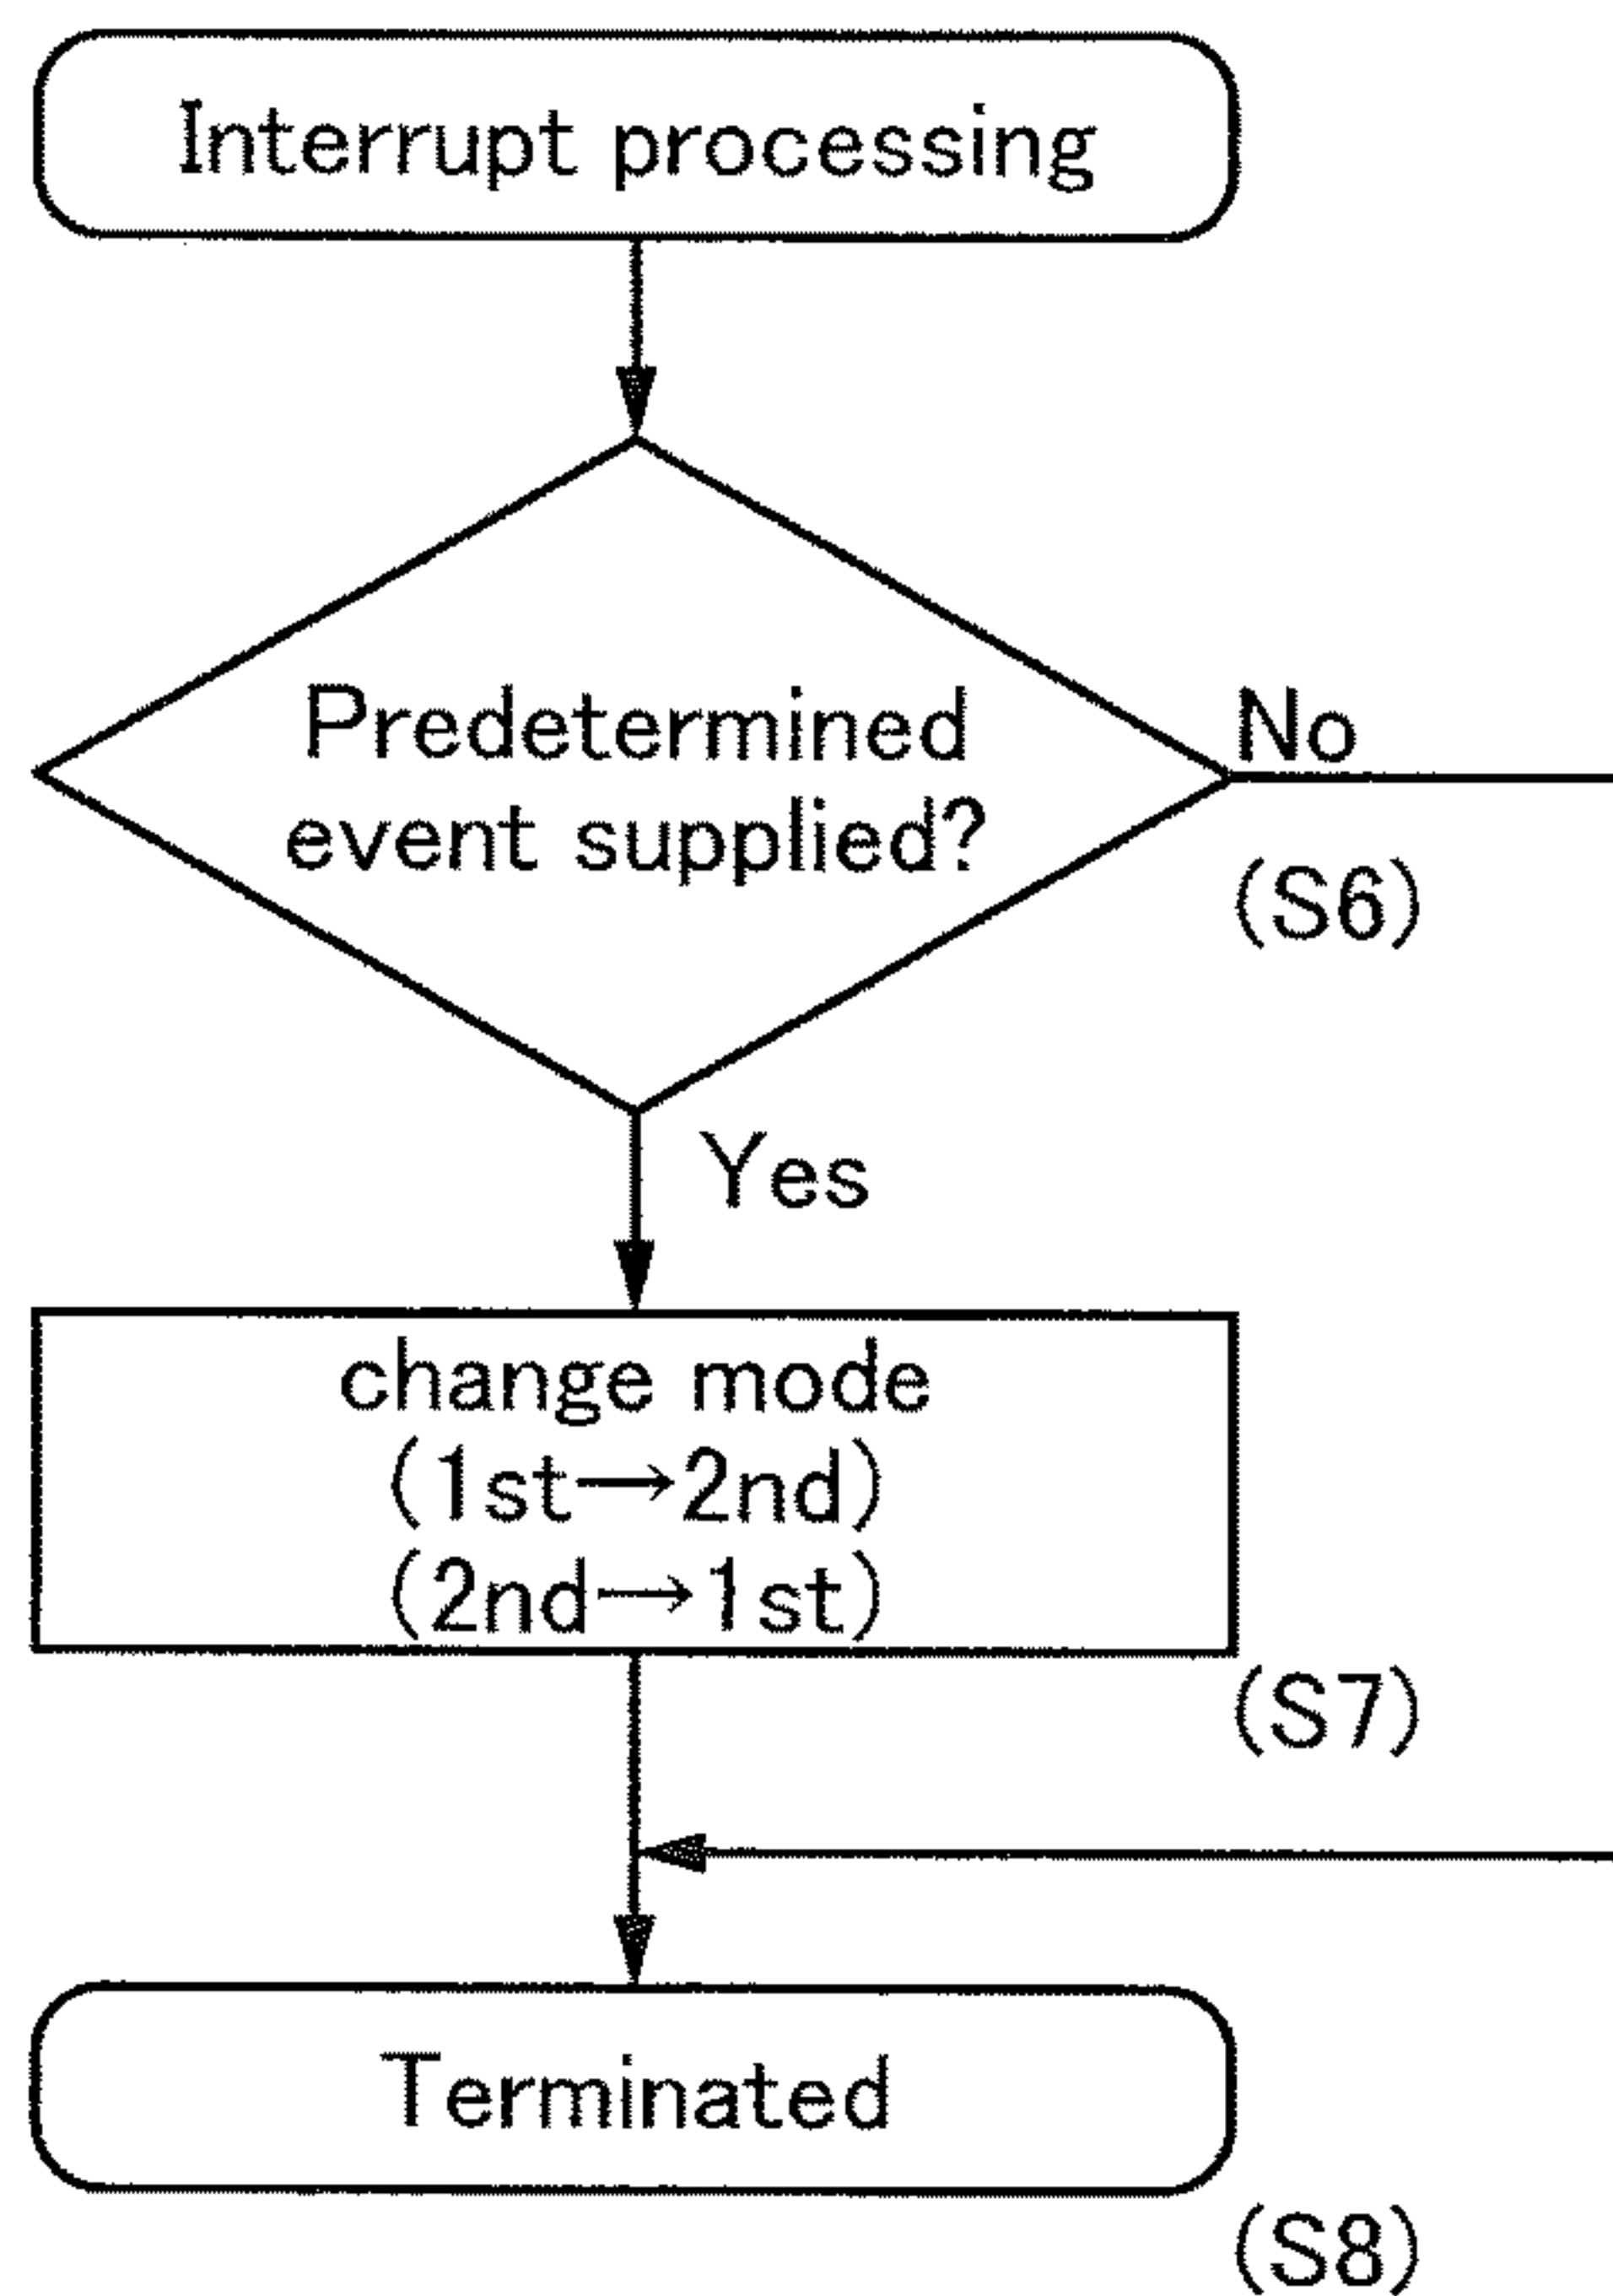 Interrupt processing
Predetermined
event supplied?
No
(S6)
Yes
change mode
(1st→2nd)
(2nd→1st)
(S7)
Terminated
(S8)